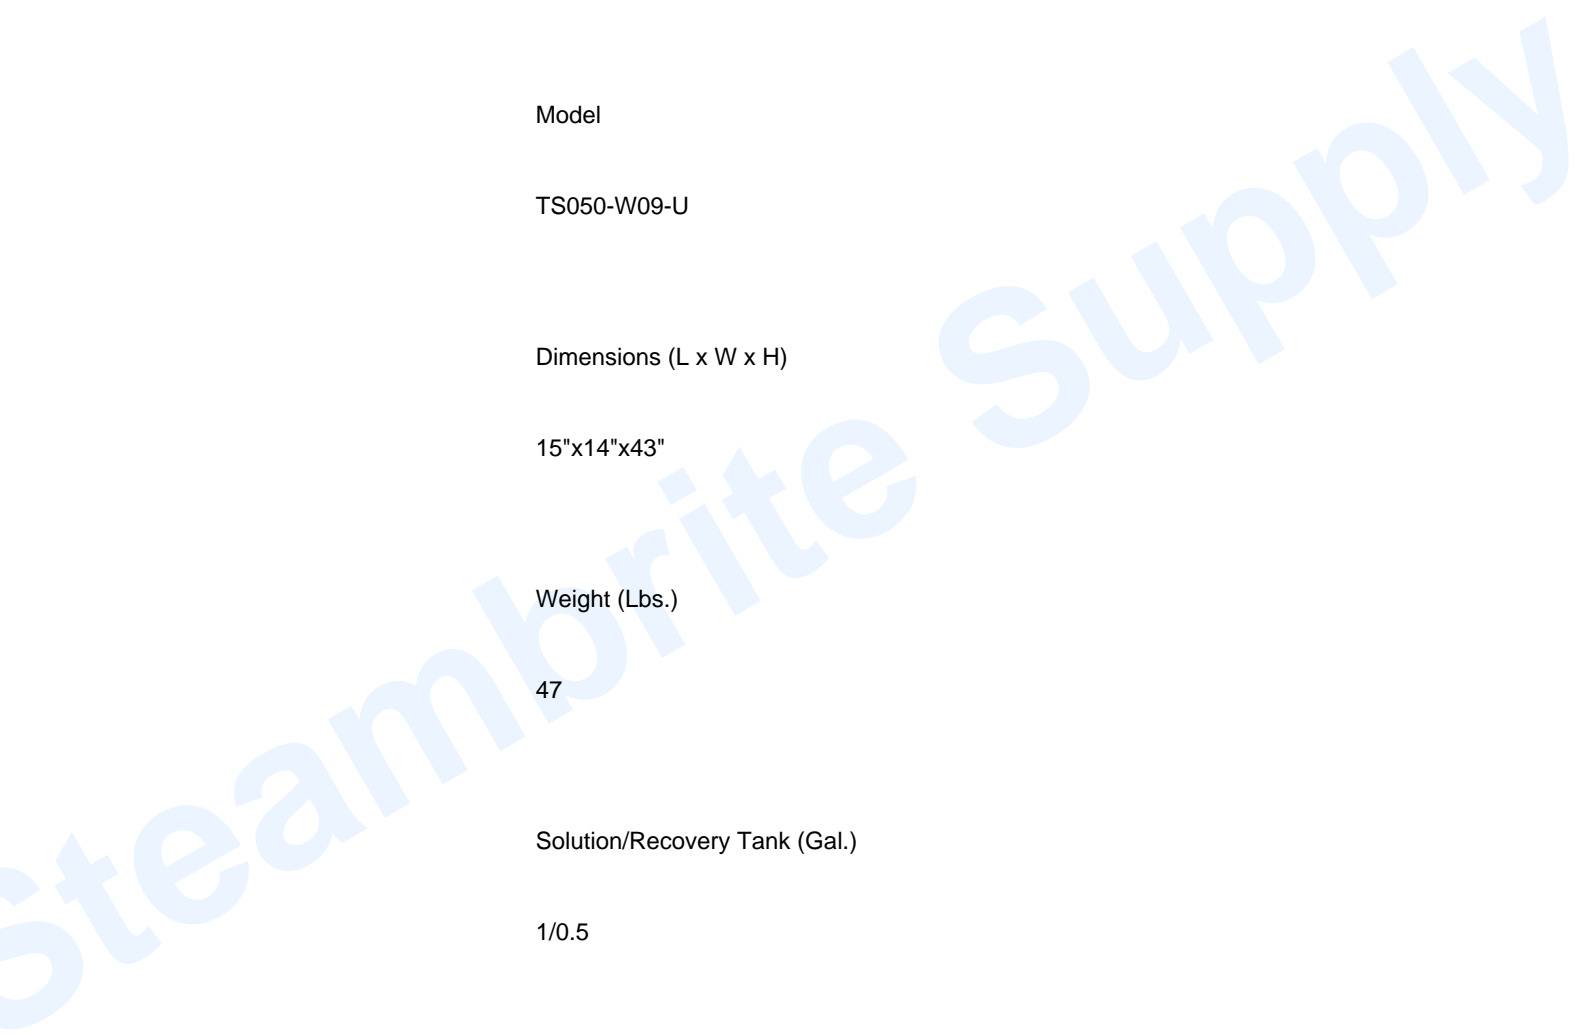 Model
TS050-W09-U
Dimensions (L x W x H)
15"x14"x43"
Weight (Lbs.)
47
Solution/Recovery Tank (Gal.)
1/0.5
Steambrite Supply